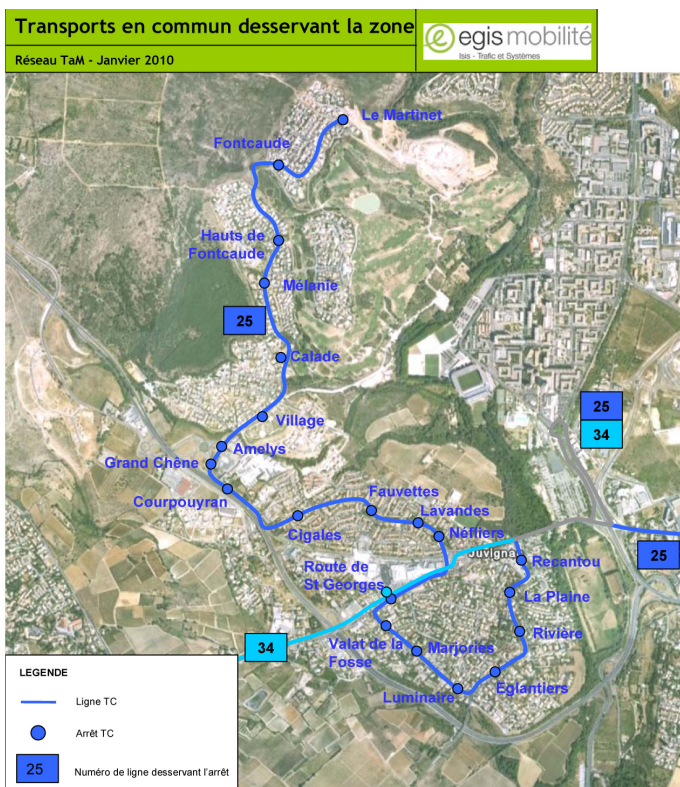 Transports en commun desservant la zone
Réseau TaM - Janvier 2010
egis mobilité
Isis - Trafic et Systèmes
Le Martinet
Fontcaude
Hauts de
Fontcaude
Mélanie
25
Calade
25
34
Village
Amelys
Grand Chêne
Courpouyran
Fauvettes
Lavandes
Cigales
Néfliers
Juvigna
25
Recantou
Route de
St Georges
La Plaine
Rivière
34
Valat de la
Fosse
Marjories
Eglantiers
Luminaire
LEGENDE
Ligne TC
Arrêt TC
25
Numéro de ligne desservant l'arrêt